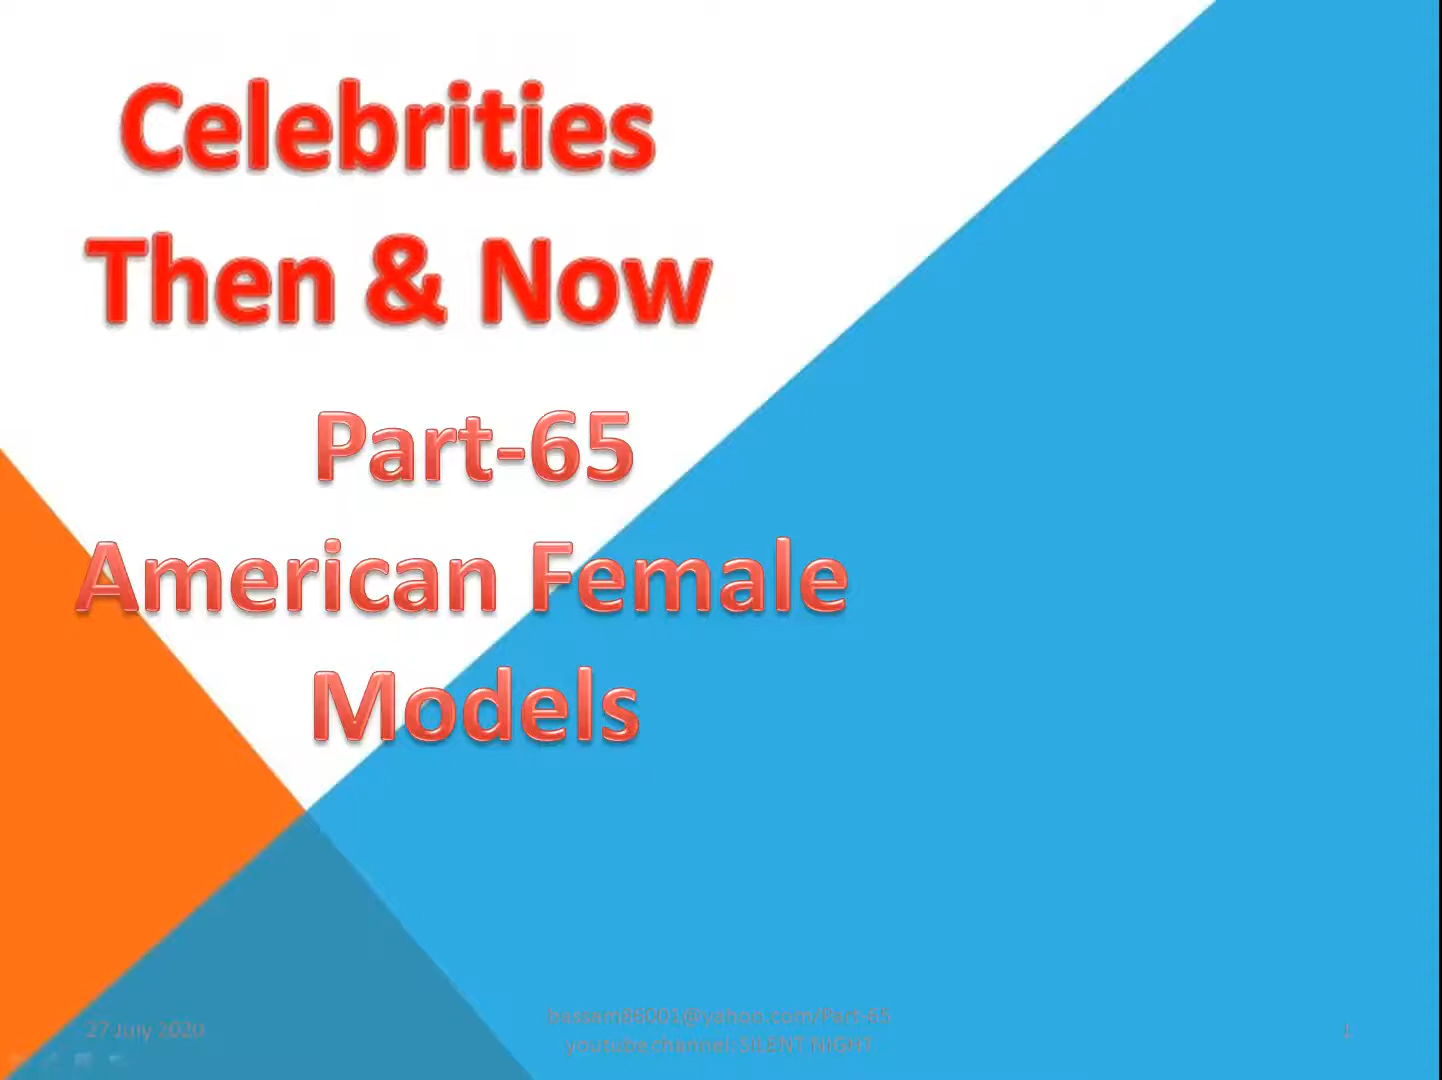 Celebrities
Then & Now
Part-65
American Female
Models
27 July 2020
bassam86001@yahoo.com/Part-65
youtube channel: SILENT NIGHT
1